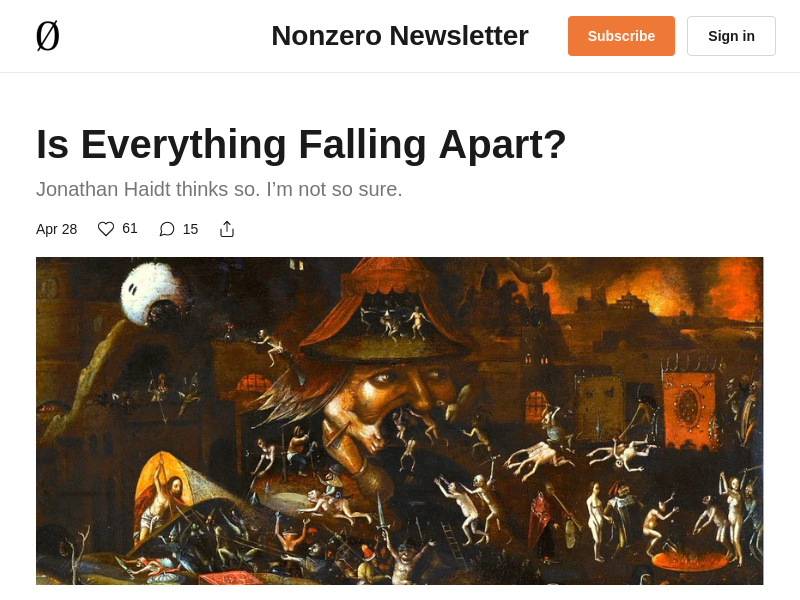 Ø
Nonzero Newsletter
Subscribe
Sign in
Is Everything Falling Apart?
Jonathan Haidt thinks so. I’m not so sure.
Apr 28
61
15